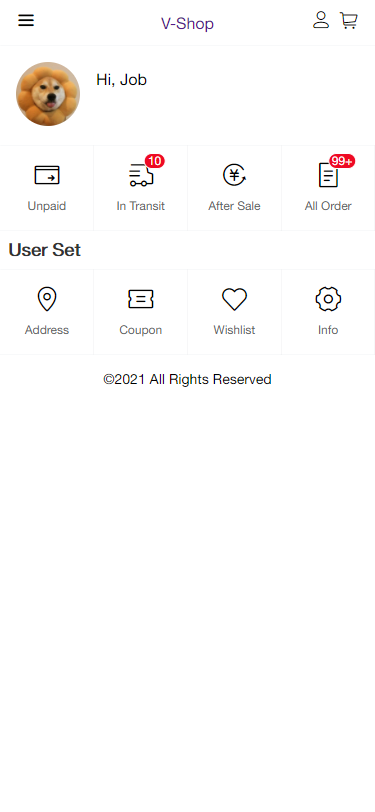 V-Shop
Hi, Job
10
99+
Unpaid
In Transit
After Sale
All Order
User Set
Address
Coupon
Wishlist
Info
©2021 All Rights Reserved